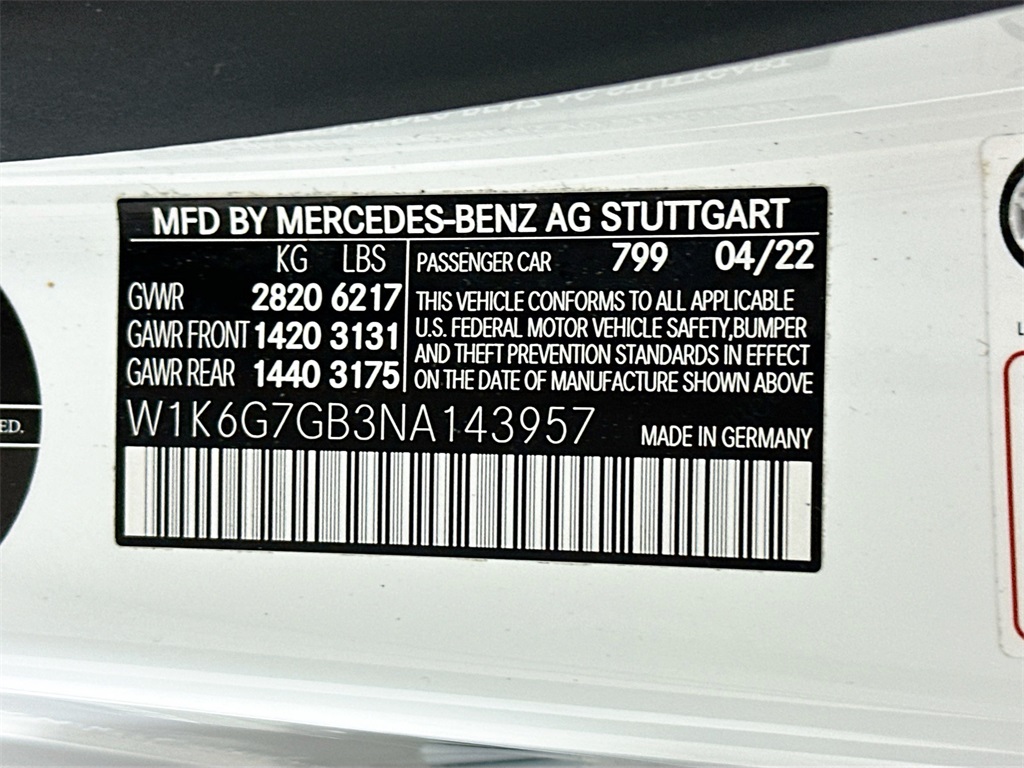 MFD BY MERCEDES-BENZ AG STUTTGART
KG LBS
GVWR 2820 6217
GAWR FRONT 1420 3131
GAWR REAR 1440 3175
PASSENGER CAR 799 04/22
THIS VEHICLE CONFORMS TO ALL APPLICABLE
U.S. FEDERAL MOTOR VEHICLE SAFETY,BUMPER
AND THEFT PREVENTION STANDARDS IN EFFECT
ON THE DATE OF MANUFACTURE SHOWN ABOVE
W1K6G7GB3NA143957
MADE IN GERMANY
ED.
L